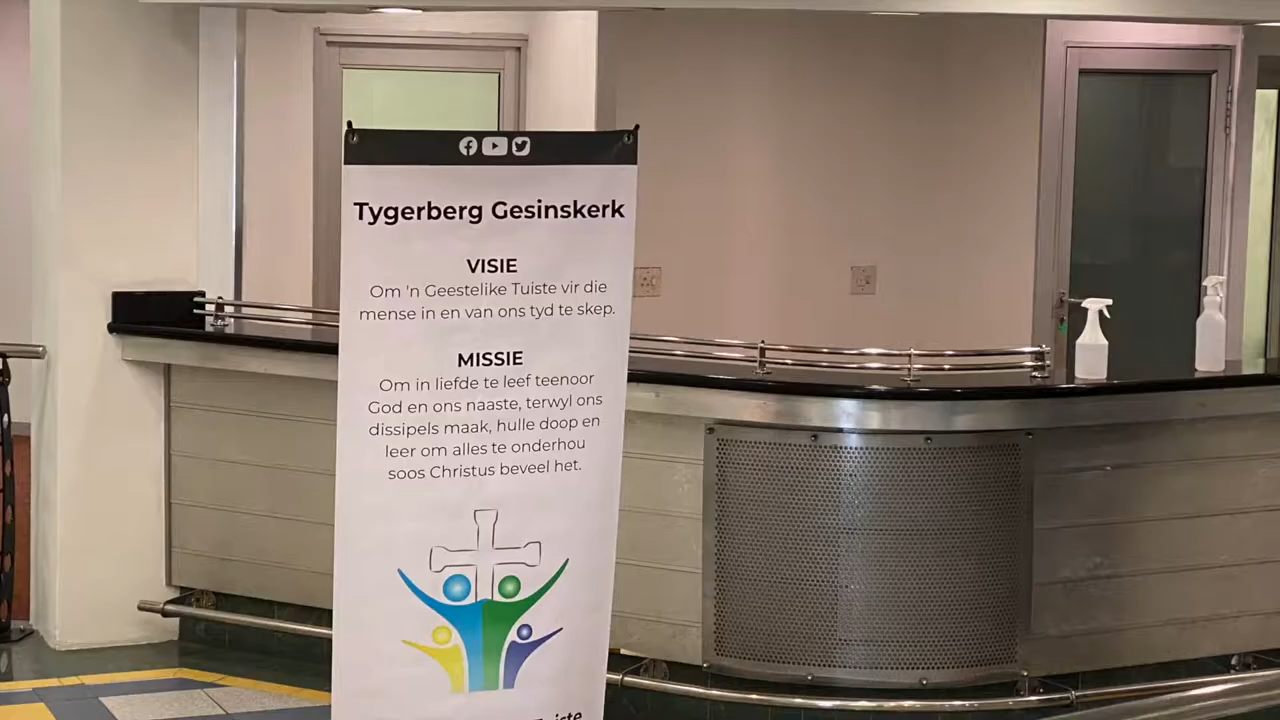 Tygerberg Gesinskerk
VISIE
Om 'n Geestelike Tuiste vir die
mense in en van ons tyd te skep.
MISSIE
Om in liefde te leef teenoor
God en ons naaste, terwyl ons
dissipels maak, hulle doop en
leer om alles te onderhou
soos Christus beveel het.